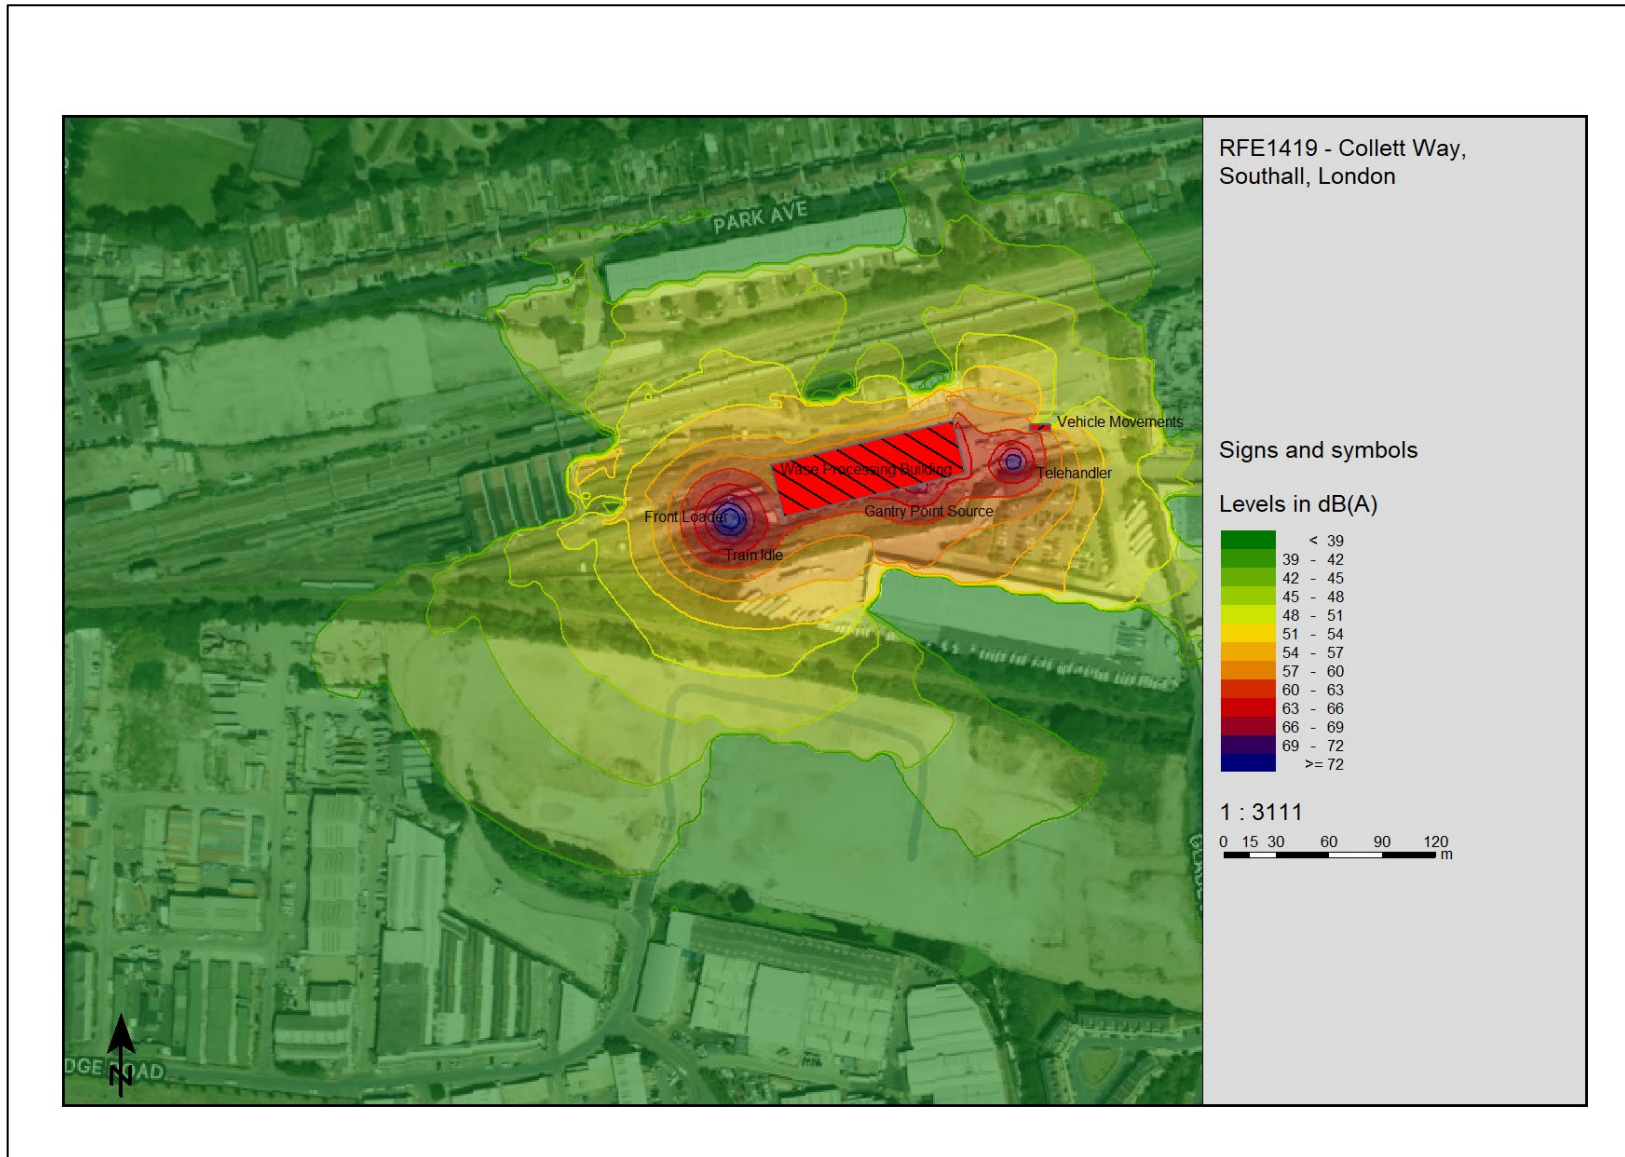 RFE1419 - Collett Way,
Southall, London
PARK AVE
Vehicle Movements
Wase Processing Building
Telehandler
Gantry Point Source
Front Loader
Train Idle
Signs and symbols
Levels in dB(A)
< 39
39 - 42
42 - 45
45 - 48
48 - 51
51 - 54
54 - 57
57 - 60
60 - 63
63 - 66
66 - 69
69 - 72
>= 72
1 : 3111
0 15 30 60 90 120
m
DGE ROAD
N